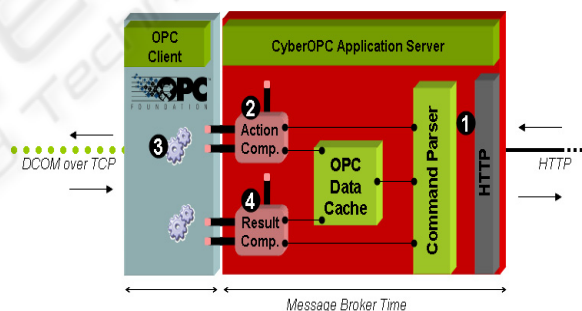 OPC
Client
CyberOPC Application Server
OPC
FOUNDATION
2
Action
Comp.
1
3
DCOM over TCP
OPC
Data
Cache
Command Parser
HTTP
HTTP
4
Result
Comp.
Message Broker Time